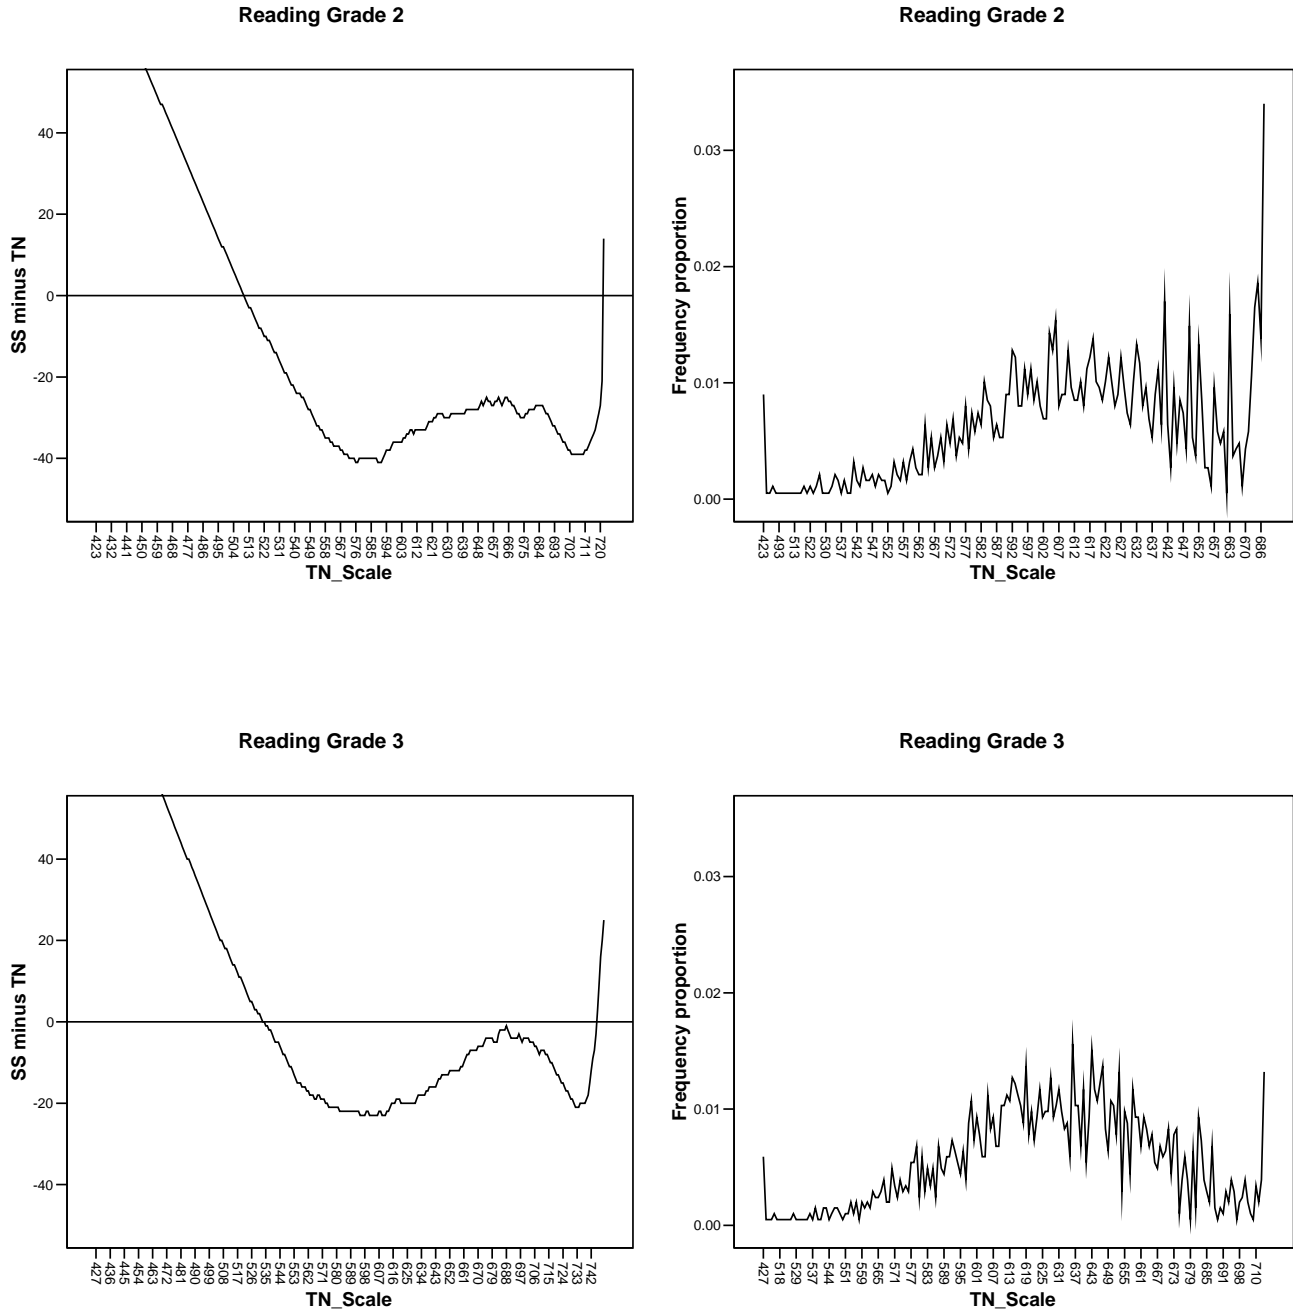 Reading Grade 2
40
20
0
-20
-40
SS minus TN
423 432 441 450 459 468 477 486 495 504 513 522 531 540 549 558 567 576 585 594 603 612 621 630 639 648 657 666 675 684 693 702 711 720
TN_Scale
Reading Grade 2
0.03
0.02
0.01
0.00
Frequency proportion
423 493 513 522 530 537 542 547 552 557 562 567 572 577 582 587 592 597 602 607 612 617 622 627 632 637 642 647 652 657 663 670 686
TN_Scale
Reading Grade 3
40
20
0
-20
-40
SS minus TN
427 436 445 454 463 472 481 490 499 508 517 526 535 544 553 562 571 580 589 598 607 616 625 634 643 652 661 670 679 688 697 706 715 724 733 742
TN_Scale
Reading Grade 3
0.03
0.02
0.01
0.00
Frequency proportion
427 518 529 537 544 551 559 565 571 577 583 589 595 601 607 613 619 625 631 637 643 649 655 661 667 673 679 685 691 698 710
TN_Scale